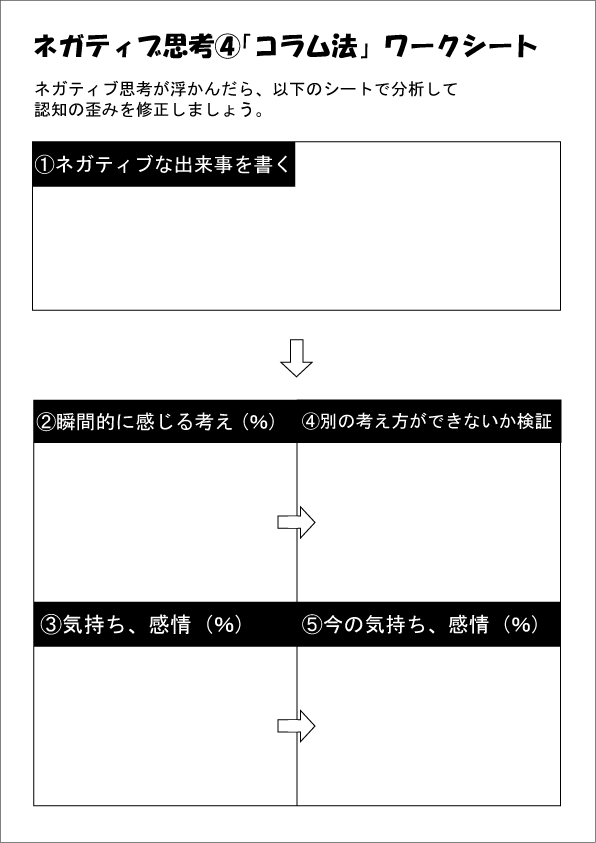 ネガティブ思考④「コラム法」ワークシート
ネガティブ思考が浮かんだら、以下のシートで分析して
認知の歪みを修正しましょう。
①ネガティブな出来事を書く
②瞬間的に感じる考え（%）
④別の考え方ができないか検証
③気持ち、感情（%）
⑤今の気持ち、感情（%）